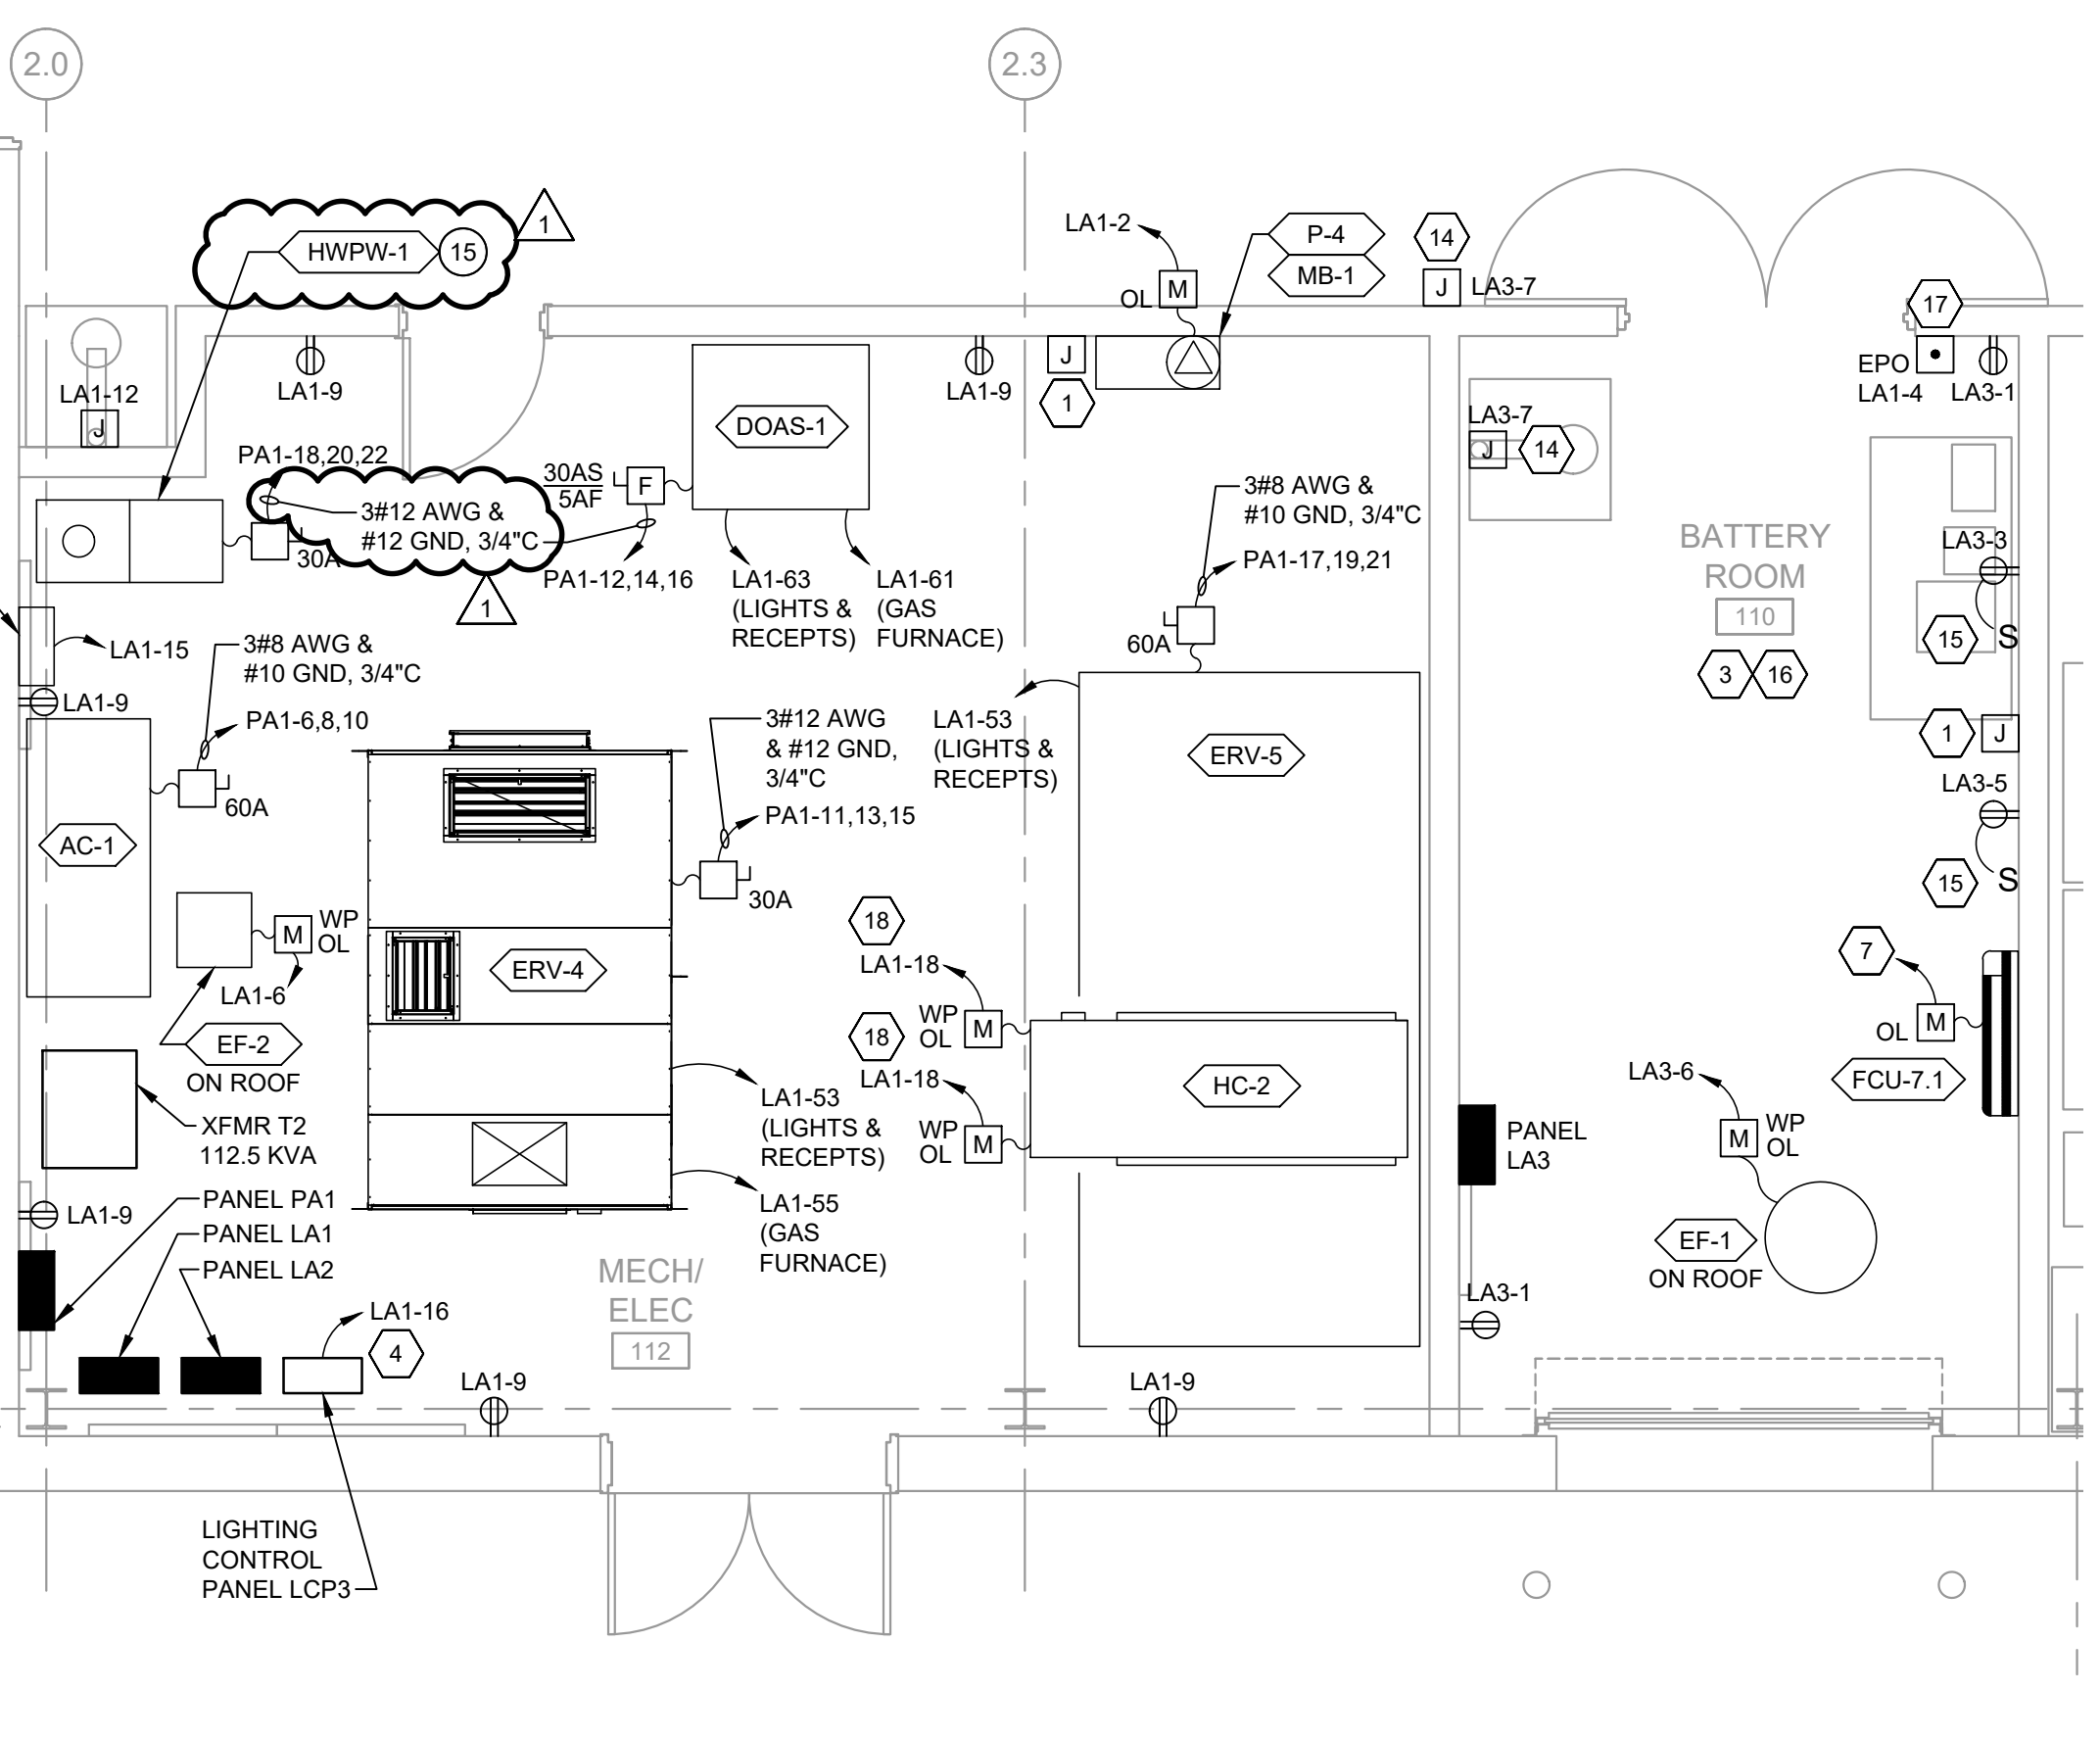 2.0
2.3
HWPW-1
15
1
LA1-2
OL
M
P-4
MB-1
14
J
LA3-7
17
EPO
LA1-4
LA3-1
LA1-12
J
LA1-9
LA1-9
J
1
DOAS-1
LA3-7
J
14
PA1-18,20,22
3#12 AWG &
#12 GND, 3/4"C
30A
1
30AS
5AF
F
PA1-12,14,16
LA1-63
(LIGHTS &
RECEPTS)
LA1-61
(GAS
FURNACE)
3#8 AWG &
#10 GND, 3/4"C
PA1-17,19,21
60A
BATTERY
ROOM
110
3
16
LA3-3
15
S
1
J
LA3-5
15
S
LA1-15
3#8 AWG &
#10 GND, 3/4"C
LA1-9
PA1-6,8,10
60A
AC-1
3#12 AWG
& #12 GND,
3/4"C
PA1-11,13,15
30A
LA1-53
(LIGHTS &
RECEPTS)
ERV-5
M
WP
OL
LA1-6
EF-2
ON ROOF
ERV-4
18
LA1-18
WP
OL
M
18
LA1-18
WP
OL
M
HC-2
7
OL
M
FCU-7.1
LA3-6
M
WP
OL
EF-1
ON ROOF
PANEL
LA3
LA3-1
XFMR T2
112.5 KVA
LA1-53
(LIGHTS &
RECEPTS)
LA1-55
(GAS
FURNACE)
LA1-9
PANEL PA1
PANEL LA1
PANEL LA2
LA1-16
4
MECH/
ELEC
112
LA1-9
LA1-9
LIGHTING
CONTROL
PANEL LCP3